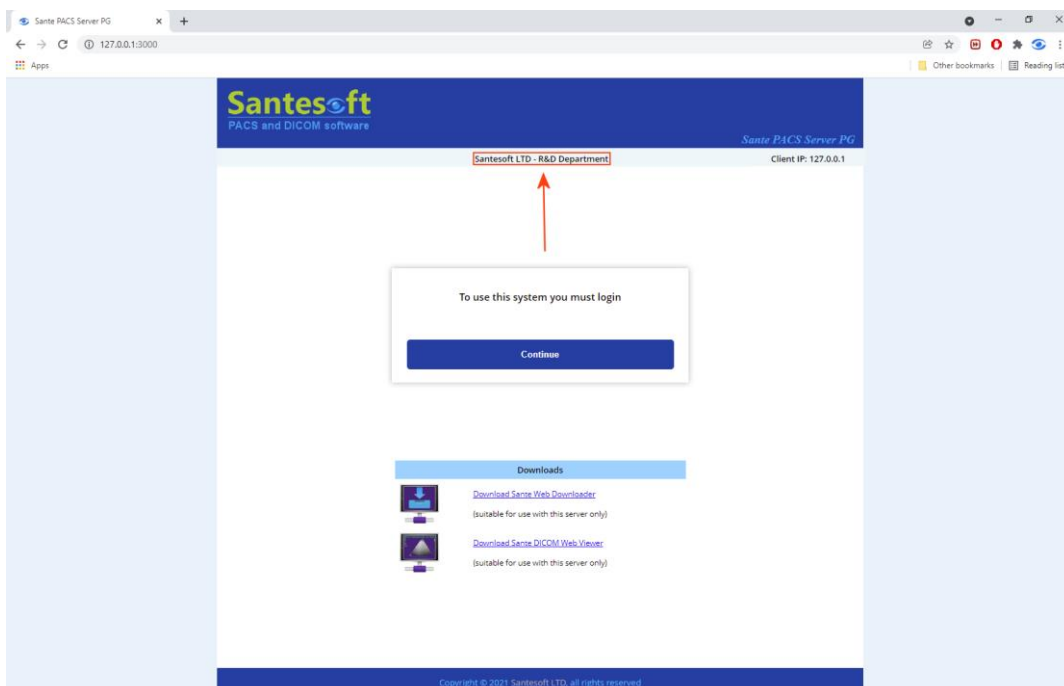 Sante PACS Server PG
127.0.0.1:3000
Apps
Other bookmarks
Reading list
Santesoft
PACS and DICOM software
Sante PACS Server PG
Santesoft LTD - R&D Department
Client IP: 127.0.0.1
To use this system you must login
Continue
Downloads
Download Sante Web Downloader
(suitable for use with this server only)
Download Sante DICOM Web Viewer
(suitable for use with this server only)
Copyright © 2021 Santesoft LTD, all rights reserved